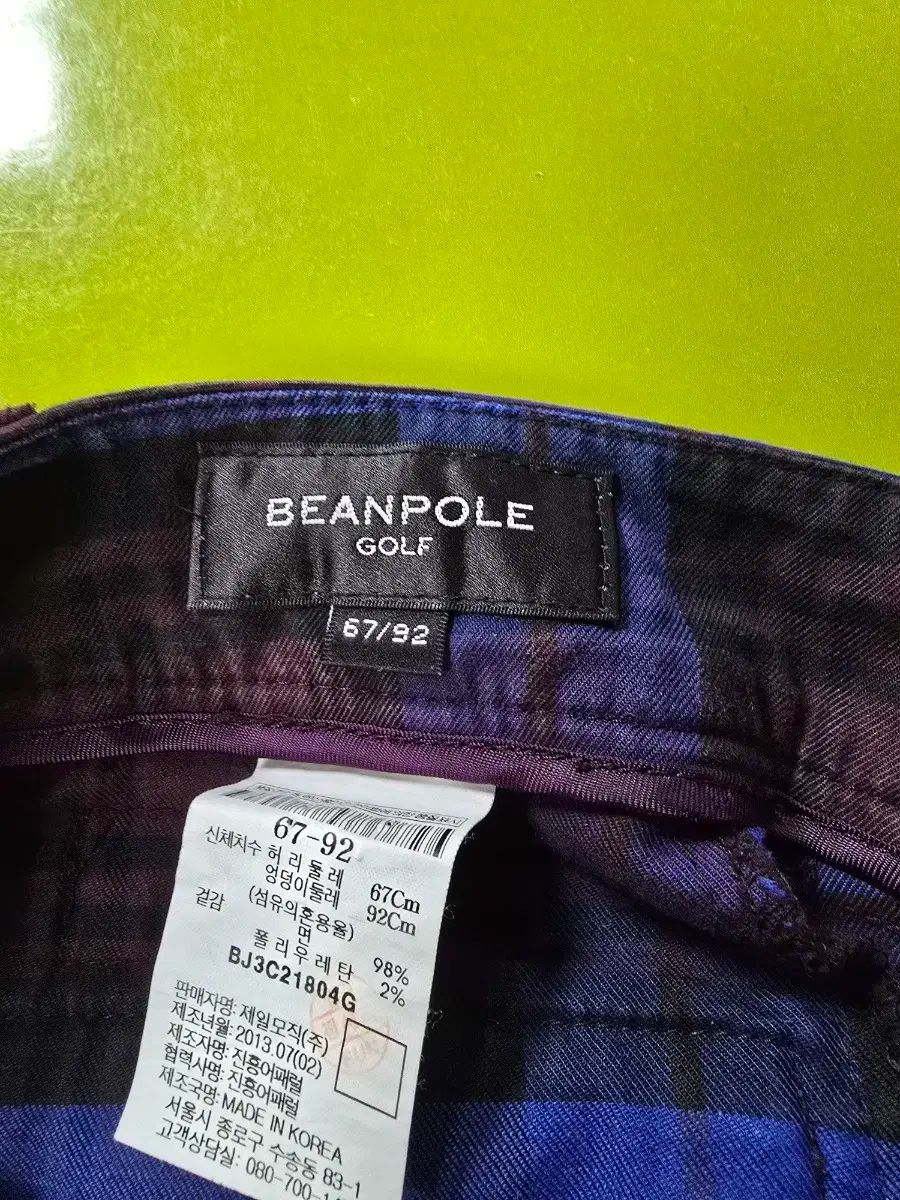 BEANPOLE
GOLF
67/92
67-92
신체치수 허리둘레 67Cm
엉덩이둘레 92Cm
겉감 (섬유의혼용율)
면 98%
폴리우레탄 2%
BJ3C21804G
판매자명: 제일모직(주)
제조년월: 2013.07(02)
제조자명: 진흥어패럴
협력사명: 진흥어패럴
제조국명: MADE IN KOREA
서울시 종로구 수송동 83-1
고객상담실: 080-700-1